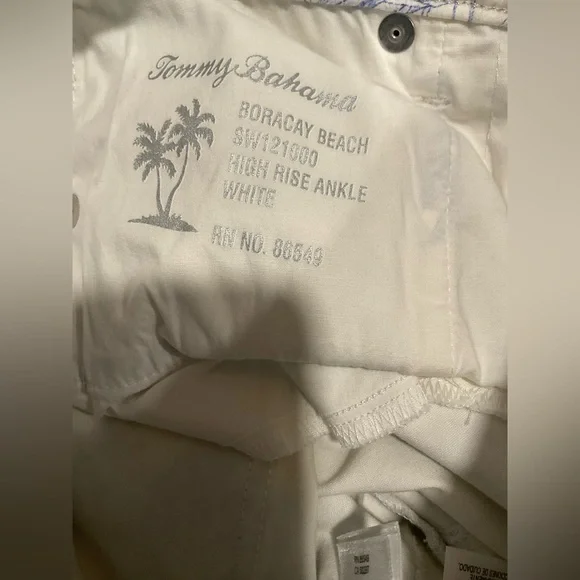 Tommy Bahama
BORACAY BEACH
SW121000
HIGH RISE ANKLE
WHITE
RN NO. 86549